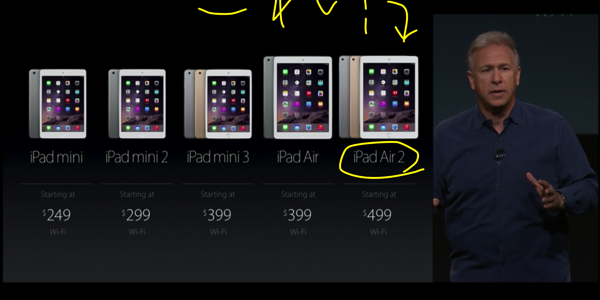 iPad mini iPad mini 2 iPad mini 3 iPad Air iPad Air 2
Starting at Starting at Starting at Starting at Starting at
$249 $299 $399 $399 $499
Wi-Fi Wi-Fi Wi-Fi Wi-Fi Wi-Fi